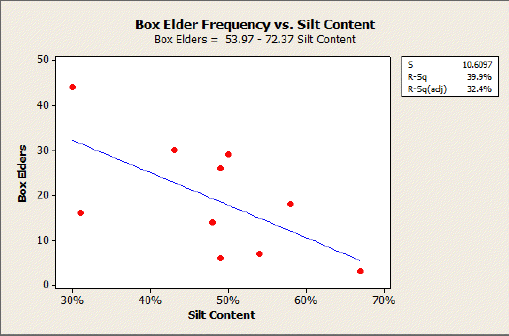 Box Elder Frequency vs. Silt Content
Box Elders = 53.97 - 72.37 Silt Content
S 10.6097
R-Sq 39.9%
R-Sq(adj) 32.4%
50
40
30
20
10
0
Box Elders
30% 40% 50% 60% 70%
Silt Content